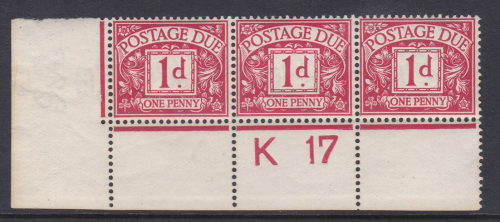 POSTAGE DUE POSTAGE DUE POSTAGE DUE
1d. 1d. 1d.
ONE PENNY ONE PENNY ONE PENNY
K 17